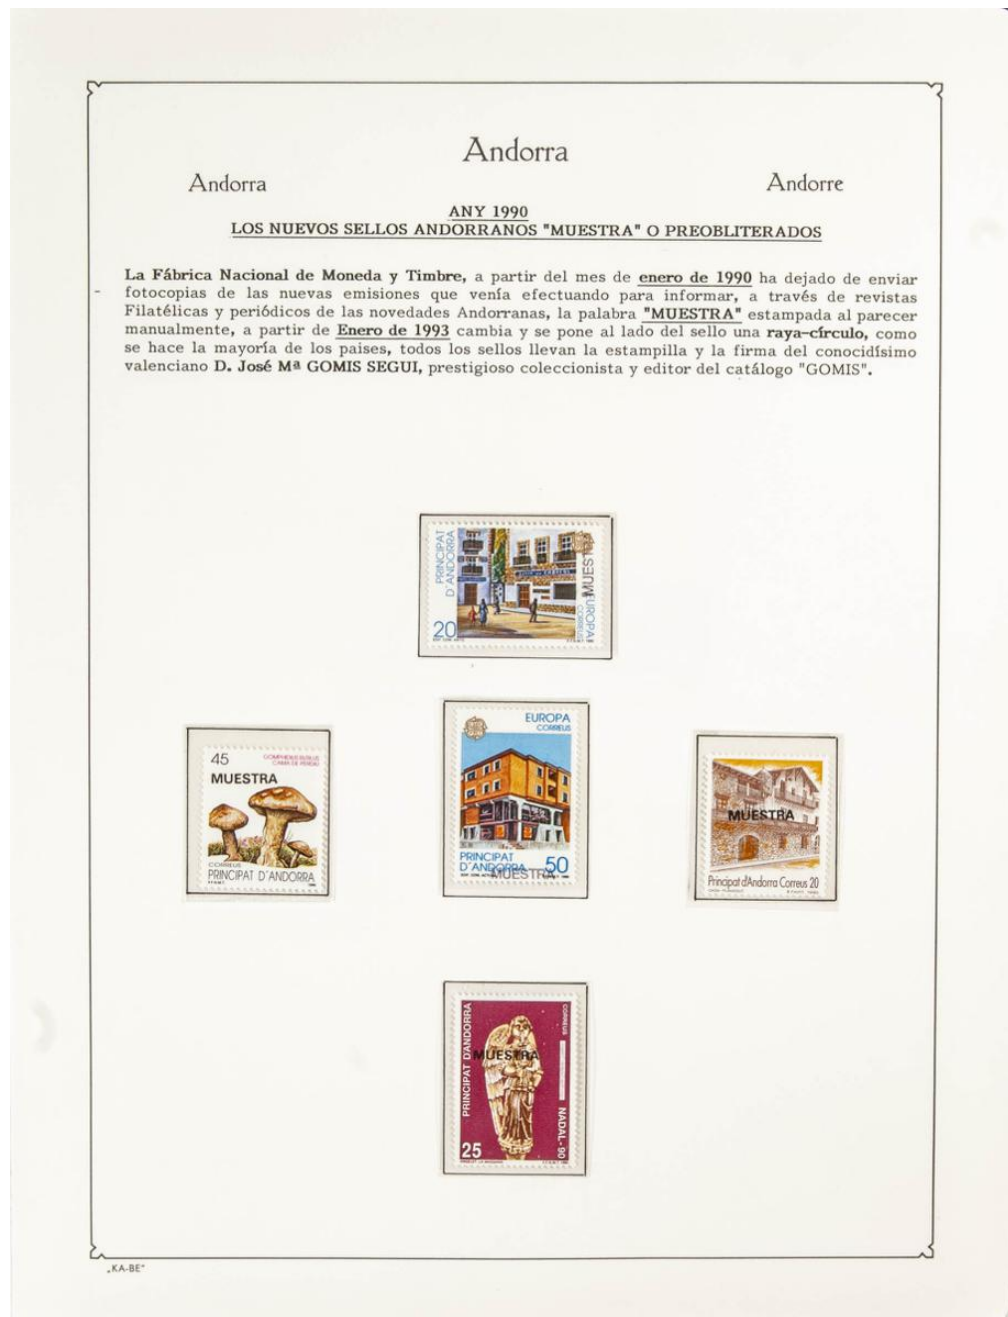 Andorra
Andorra
Andorre
ANY 1990
LOS NUEVOS SELLOS ANDORRANOS "MUESTRA" O PREOBLITERADOS
La Fábrica Nacional de Moneda y Timbre, a partir del mes de enero de 1990 ha dejado de enviar
fotocopias de las nuevas emisiones que venía efectuando para informar, a través de revistas
Filatélicas y periódicos de las novedades Andorranas, la palabra "MUESTRA" estampada al parecer
manualmente, a partir de Enero de 1993 cambia y se pone al lado del sello una raya-círculo, como
se hace la mayoría de los paises, todos los sellos llevan la estampilla y la firma del conocidísimo
valenciano D. José Mª GOMIS SEGUI, prestigioso coleccionista y editor del catálogo "GOMIS".
PRINCIPAT
D'ANDORRA
20
MUEST
EUROPA
CORREUS
45
MUESTRA
CORREUS
PRINCIPAT D'ANDORRA
EUROPA
CORREUS
PRINCIPAT
D'ANDORRA
50
MUESTRA
MUESTRA
Principat d'Andorra Correus 20
PRINCIPAT D'ANDORRA
CORREUS
MUESTRA
NADAL-90
25
„KA-BE"